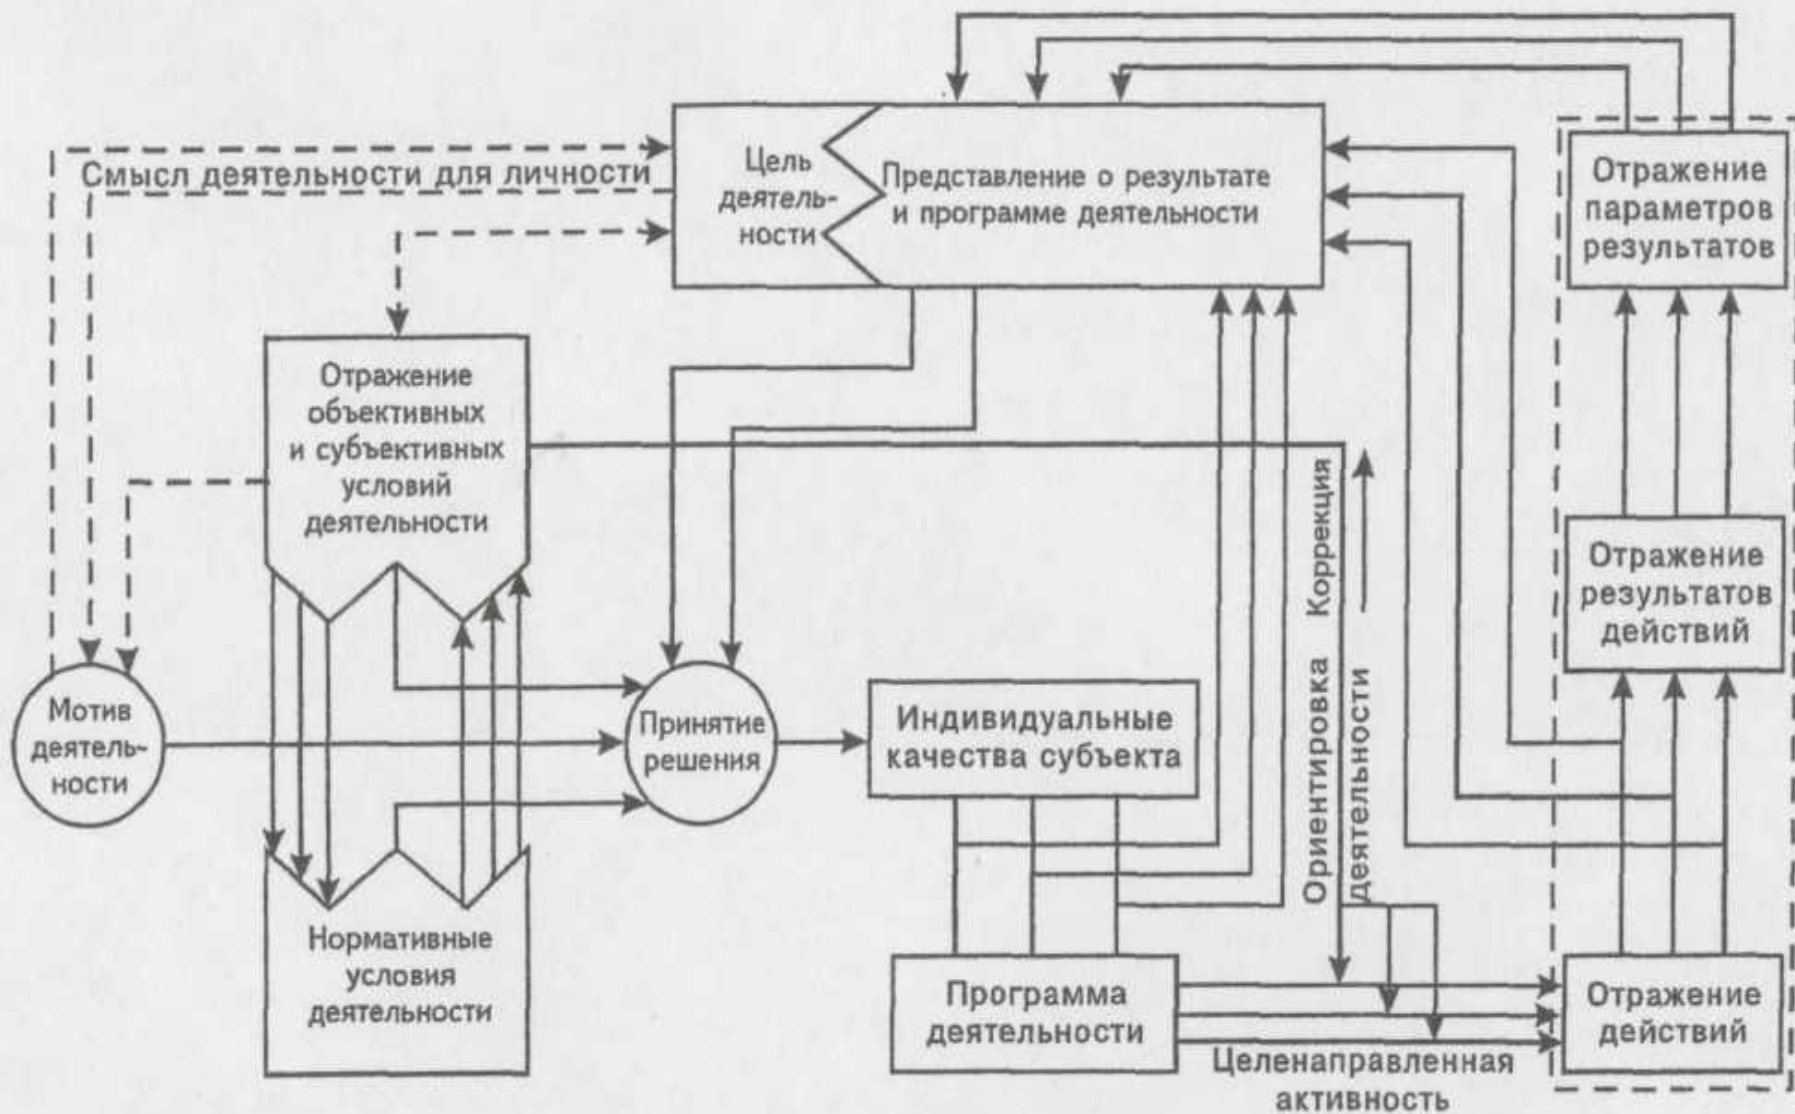 Смысл деятельности для личности
Цель
деятель-
ности
Представление о результате
и программе деятельности
Отражение
параметров
результатов
Отражение
объективных
и субъективных
условий
деятельности
Коррекция
Ориентировка
деятельности
Отражение
результатов
действий
Мотив
деятель-
ности
Принятие
решения
Индивидуальные
качества субъекта
Нормативные
условия
деятельности
Программа
деятельности
Целенаправленная
активность
Отражение
действий